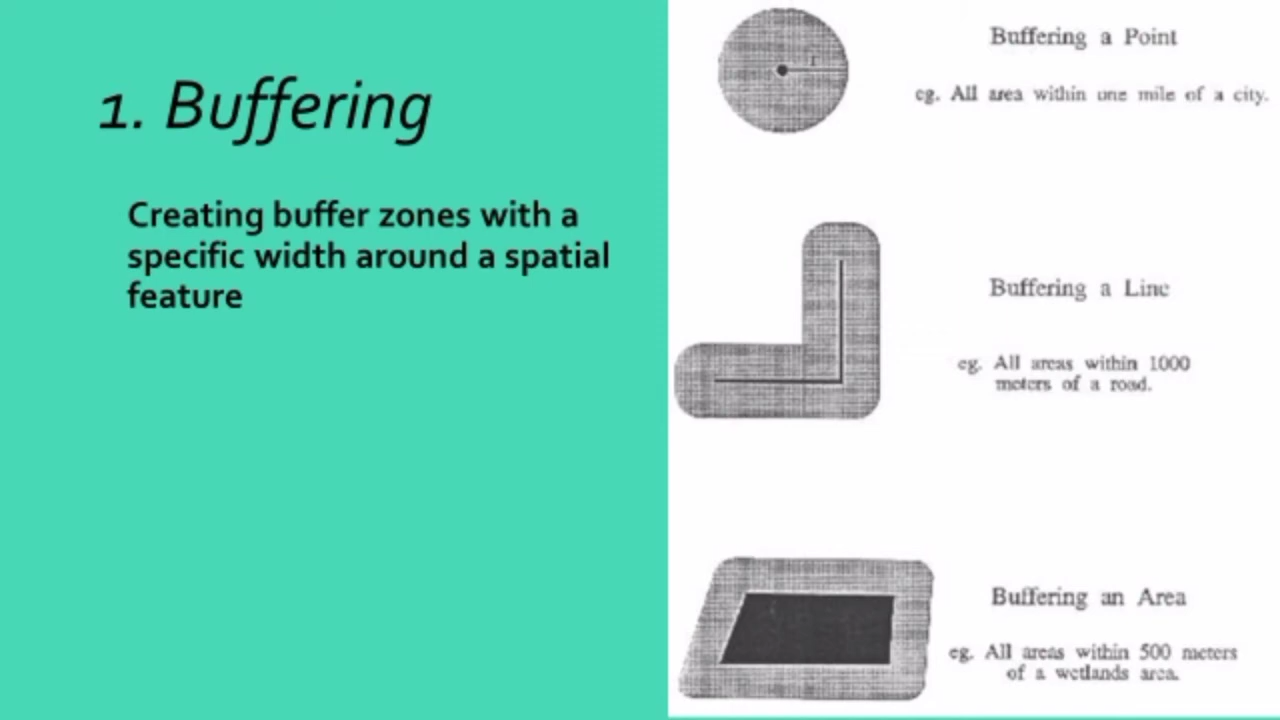 1. Buffering
Creating buffer zones with a
specific width around a spatial
feature
r
Buffering a Point
eg. All area within one mile of a city.
Buffering a Line
eg. All areas within 1000
meters of a road.
Buffering an Area
eg. All areas within 500 meters
of a wetlands area.